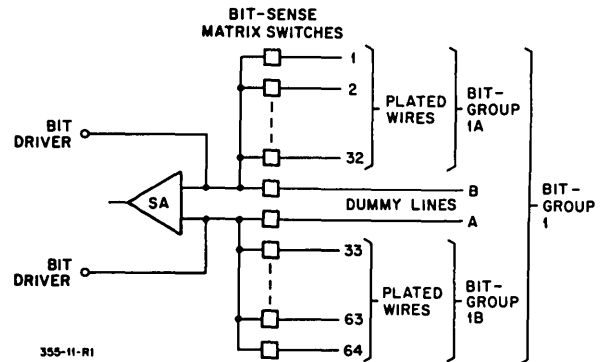 BIT-SENSE
MATRIX SWITCHES
1
2
32
PLATED
WIRES
BIT-
GROUP
1A
BIT
DRIVER
SA
B
DUMMY LINES
A
BIT-
GROUP
1
BIT
DRIVER
33
63
64
PLATED
WIRES
BIT-
GROUP
1B
355-11-R1